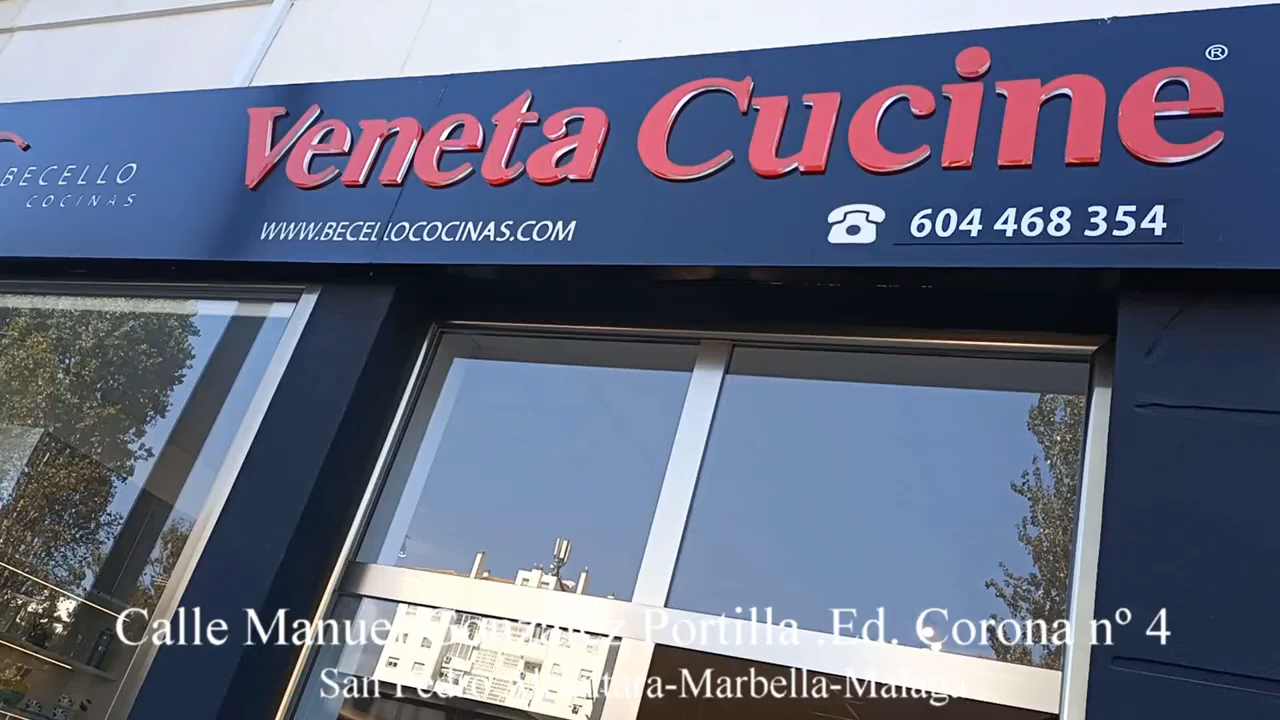 Veneta Cucine®
BECELLO
COCINAS
WWW.BECELLOCOCINAS.COM
604 468 354
Calle Manuel Portilla ,Ed. Corona nº 4
San Pedro -Marbella-Malaga